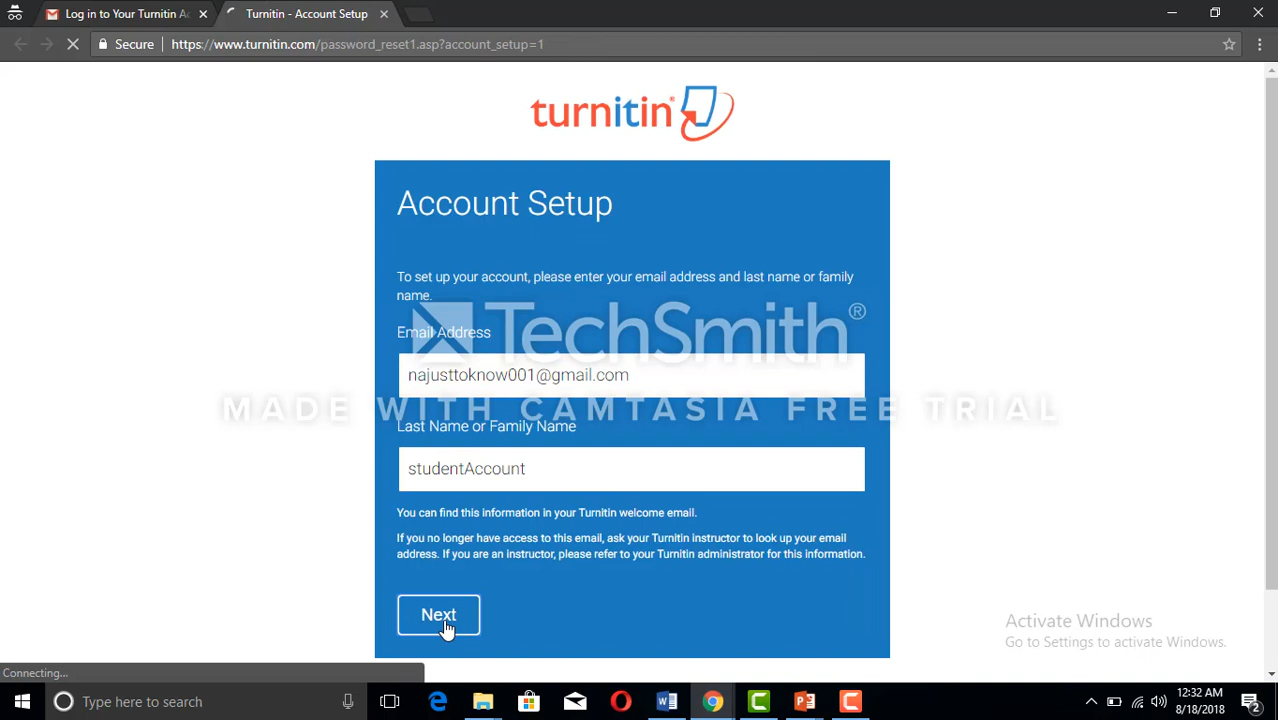 Log in to Your Turnitin Ac
Turnitin - Account Setup
Secure
https://www.turnitin.com/password_reset1.asp?account_setup=1
turnitin
Account Setup
To set up your account, please enter your email address and last name or family
name.
TechSmith®
Email Address
najusttoknow001@gmail.com
MADE WITH CAMTASIA FREE TRIAL
Last Name or Family Name
studentAccount
You can find this information in your Turnitin welcome email.
If you no longer have access to this email, ask your Turnitin instructor to look up your email
address. If you are an instructor, please refer to your Turnitin administrator for this information.
Next
Activate Windows
Go to Settings to activate Windows.
Connecting...
Type here to search
12:32 AM
8/18/2018
2